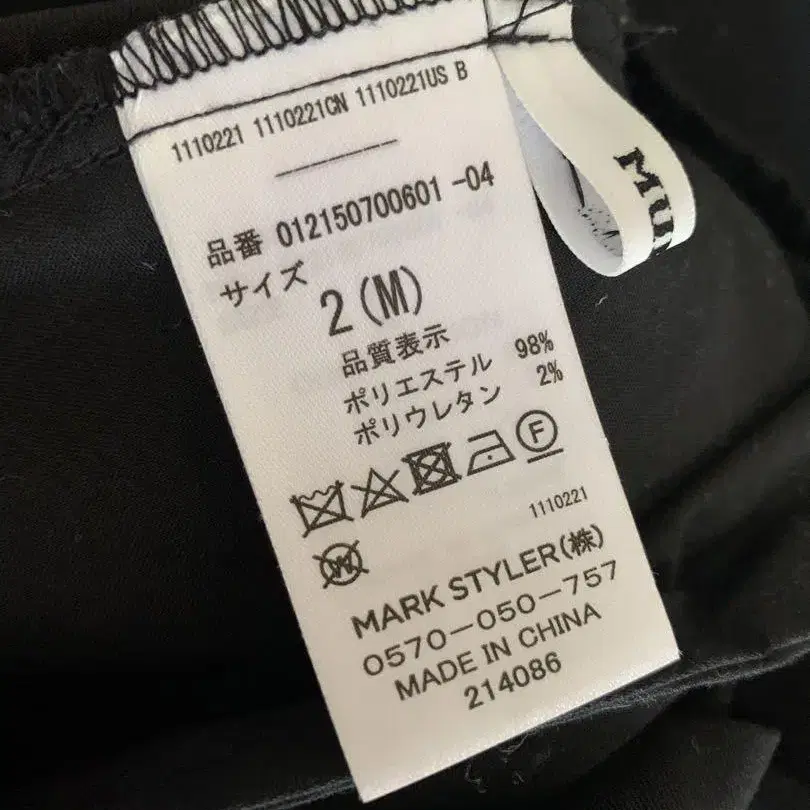 1110221 1110221CN 1110221US B
品番 012150700601 -04
サイズ
2(M)
品質表示
ポリエステル 98%
ポリウレタン 2%
F
W
1110221
MARK STYLER(株)
0570-050-757
MADE IN CHINA
214086